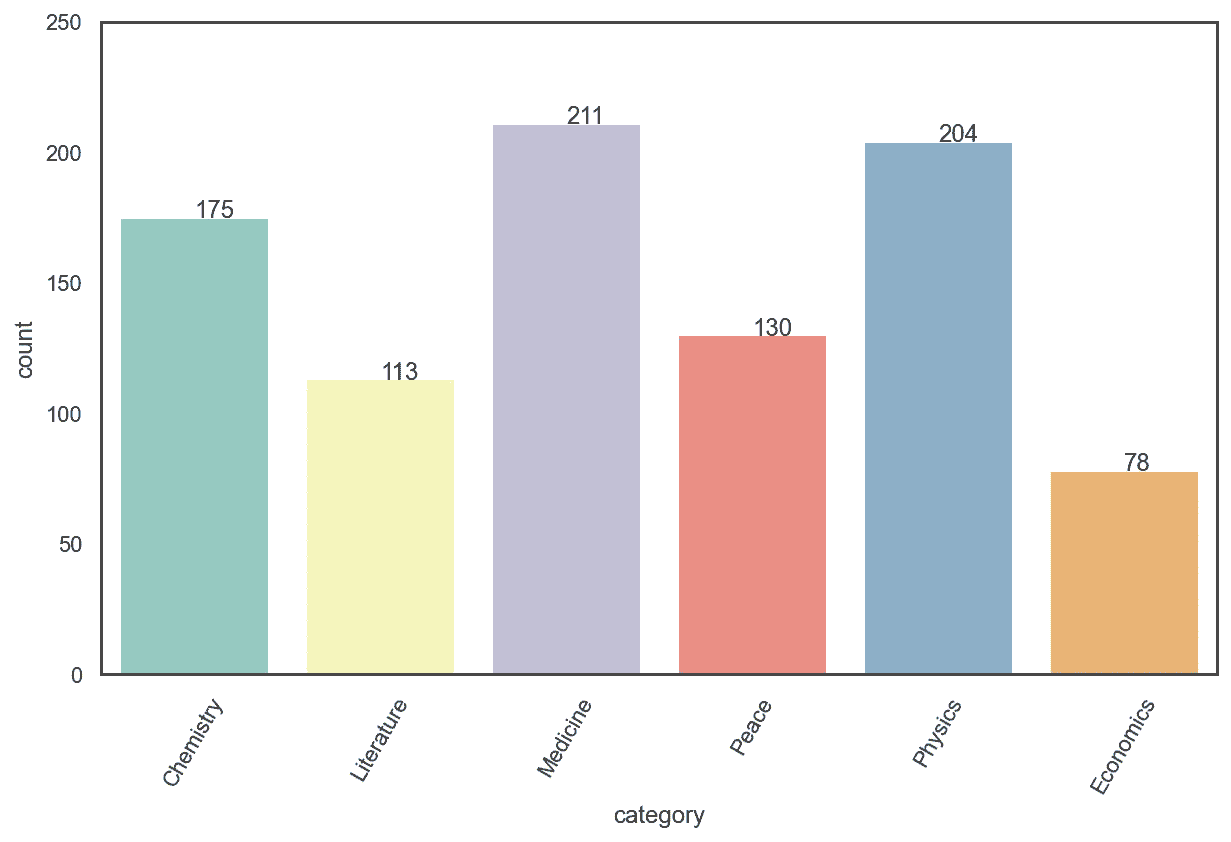 250
200
150
100
50
0
count
175
113
211
130
204
78
Chemistry
Literature
Medicine
Peace
Physics
Economics
category